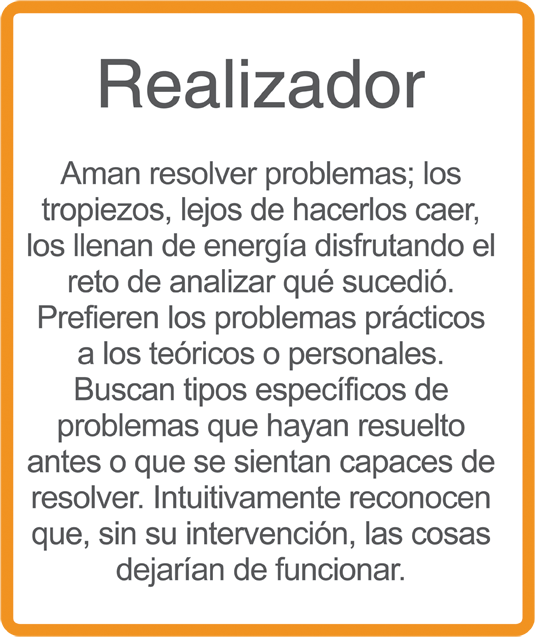 Realizador
Aman resolver problemas; los
tropiezos, lejos de hacerlos caer,
los llenan de energía disfrutando el
reto de analizar qué sucedió.
Prefieren los problemas prácticos
a los teóricos o personales.
Buscan tipos específicos de
problemas que hayan resuelto
antes o que se sientan capaces de
resolver. Intuitivamente reconocen
que, sin su intervención, las cosas
dejarían de funcionar.